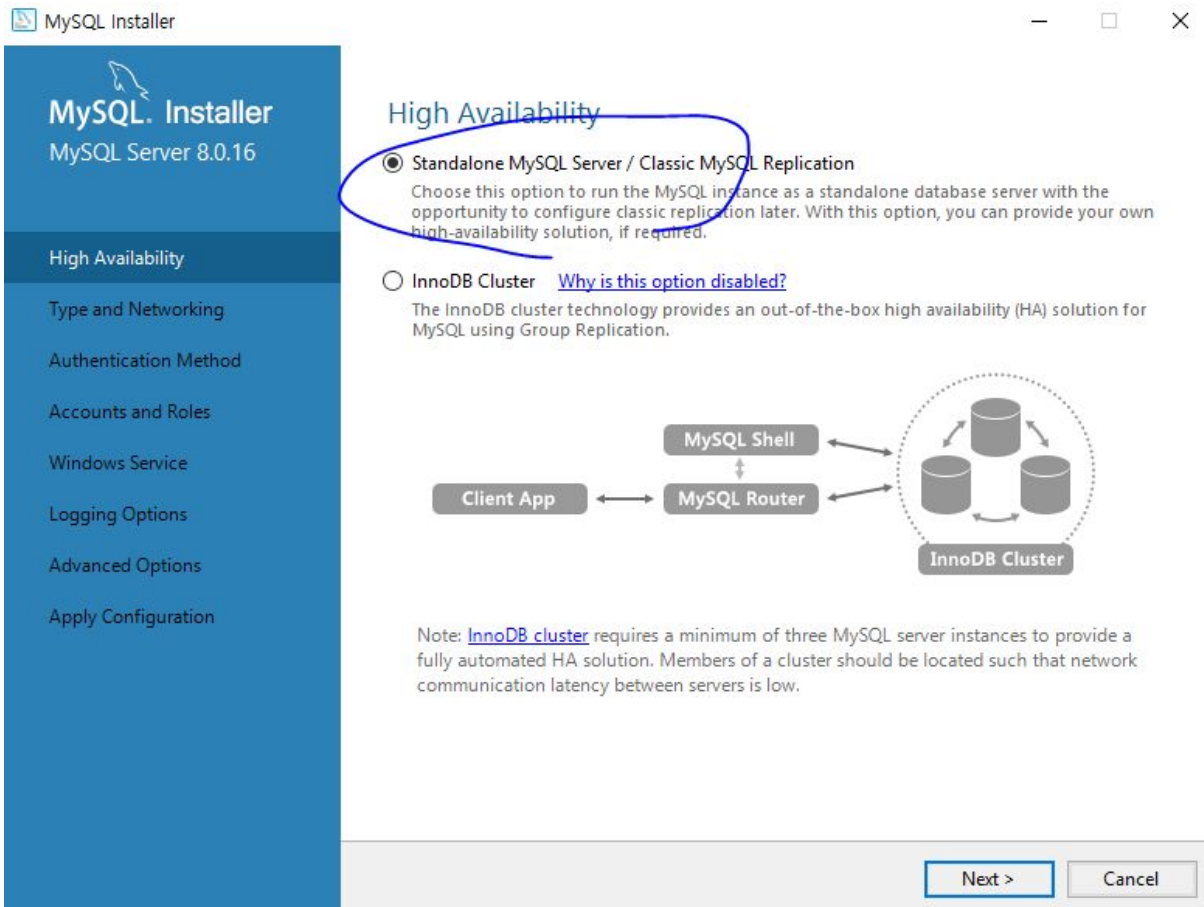 MySQL Installer
MySQL. Installer
MySQL Server 8.0.16
High Availability
Type and Networking
Authentication Method
Accounts and Roles
Windows Service
Logging Options
Advanced Options
Apply Configuration
High Availability
Standalone MySQL Server / Classic MySQL Replication
Choose this option to run the MySQL instance as a standalone database server with the
opportunity to configure classic replication later. With this option, you can provide your own
high-availability solution, if required.
InnoDB Cluster Why is this option disabled?
The InnoDB cluster technology provides an out-of-the-box high availability (HA) solution for
MySQL using Group Replication.
MySQL Shell
Client App
MySQL Router
InnoDB Cluster
Note: InnoDB cluster requires a minimum of three MySQL server instances to provide a
fully automated HA solution. Members of a cluster should be located such that network
communication latency between servers is low.
Next >
Cancel